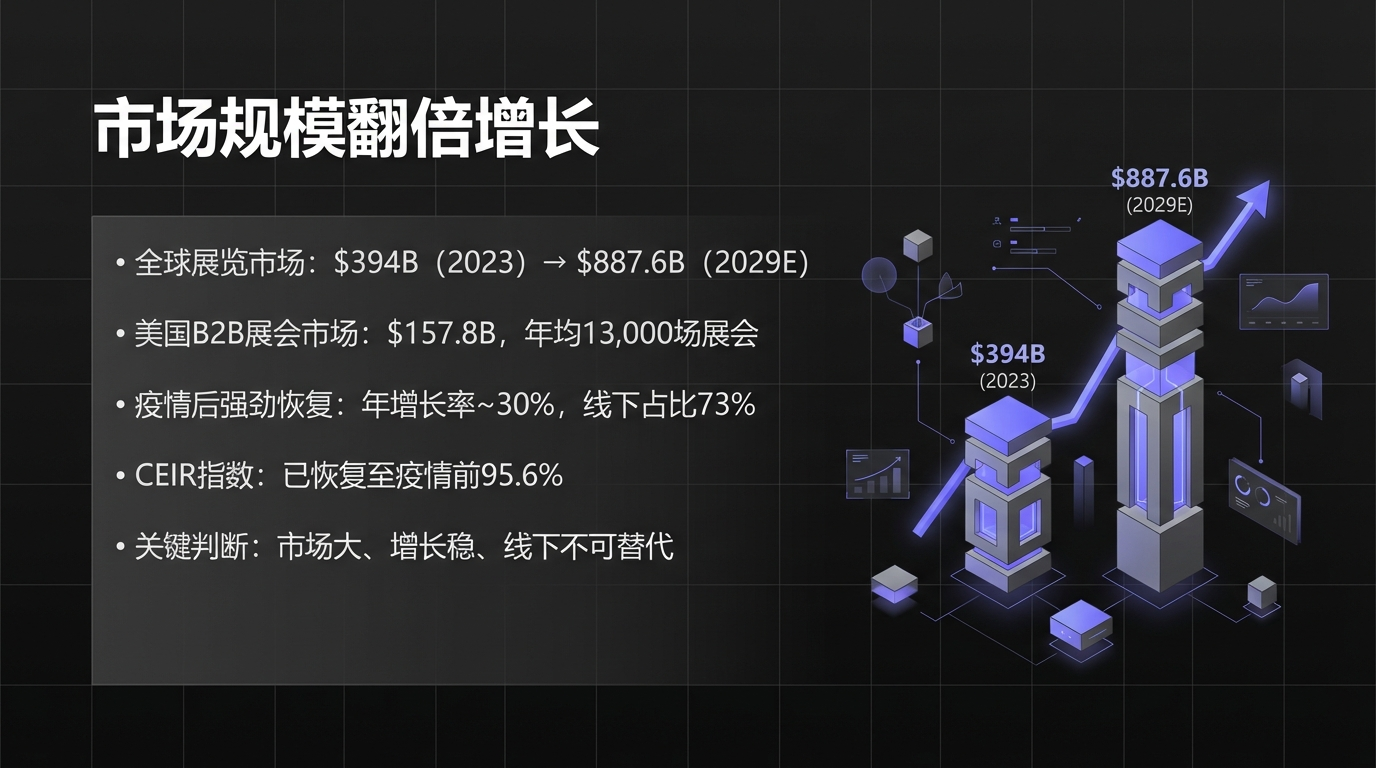 市场规模翻倍增长
• 全球展览市场：$394B（2023）→ $887.6B（2029E）
• 美国B2B展会市场：$157.8B，年均13,000场展会
• 疫情后强劲恢复：年增长率~30%，线下占比73%
• CEIR指数：已恢复至疫情前95.6%
• 关键判断：市场大、增长稳、线下不可替代
$887.6B
(2029E)
$394B
(2023)